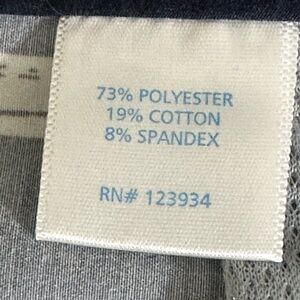 73% POLYESTER
19% COTTON
8% SPANDEX
RN# 123934